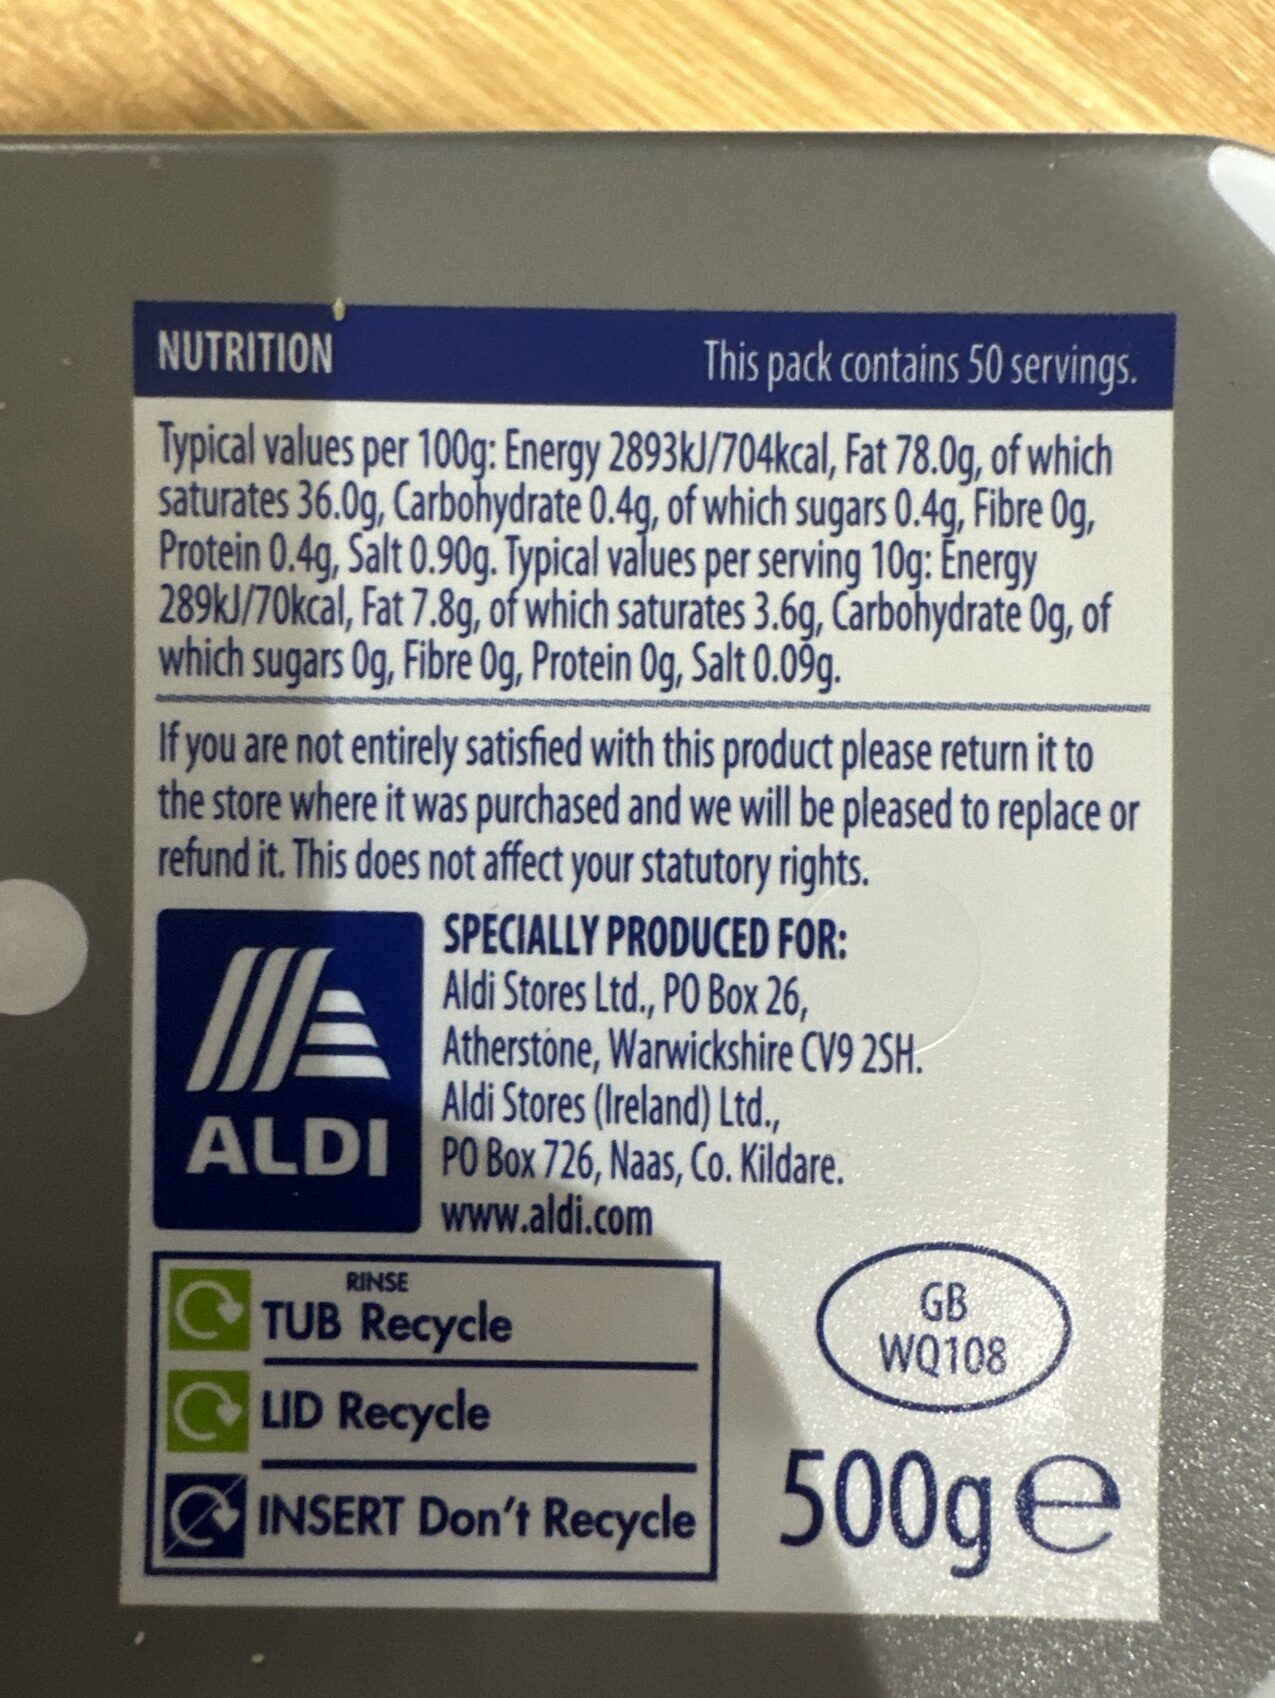 NUTRITION This pack contains 50 servings.
Typical values per 100g: Energy 2893kJ/704kcal, Fat 78.0g, of which
saturates 36.0g, Carbohydrate 0.4g, of which sugars 0.4g, Fibre 0g,
Protein 0.4g, Salt 0.90g. Typical values per serving 10g: Energy
289kJ/70kcal, Fat 7.8g, of which saturates 3.6g, Carbohydrate 0g, of
which sugars 0g, Fibre 0g, Protein 0g, Salt 0.09g.
If you are not entirely satisfied with this product please return it to
the store where it was purchased and we will be pleased to replace or
refund it. This does not affect your statutory rights.
ALDI
SPECIALLY PRODUCED FOR:
Aldi Stores Ltd., PO Box 26,
Atherstone, Warwickshire CV9 2SH.
Aldi Stores (Ireland) Ltd.,
PO Box 726, Naas, Co. Kildare.
www.aldi.com
RINSE
TUB Recycle
LID Recycle
INSERT Don't Recycle
GB
WQ108
500g ℮